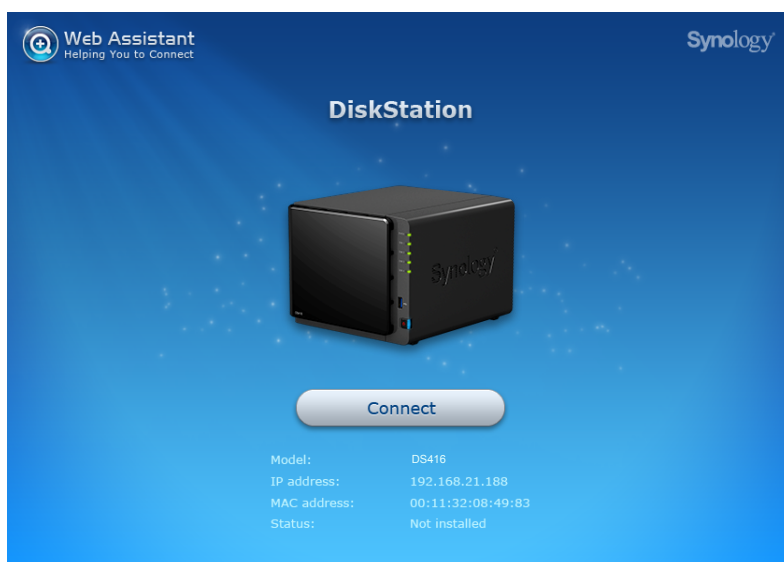 Web Assistant
Helping You to Connect
Synology
DiskStation
Synology
Connect
Model: DS416
IP address: 192.168.21.188
MAC address: 00:11:32:08:49:83
Status: Not installed